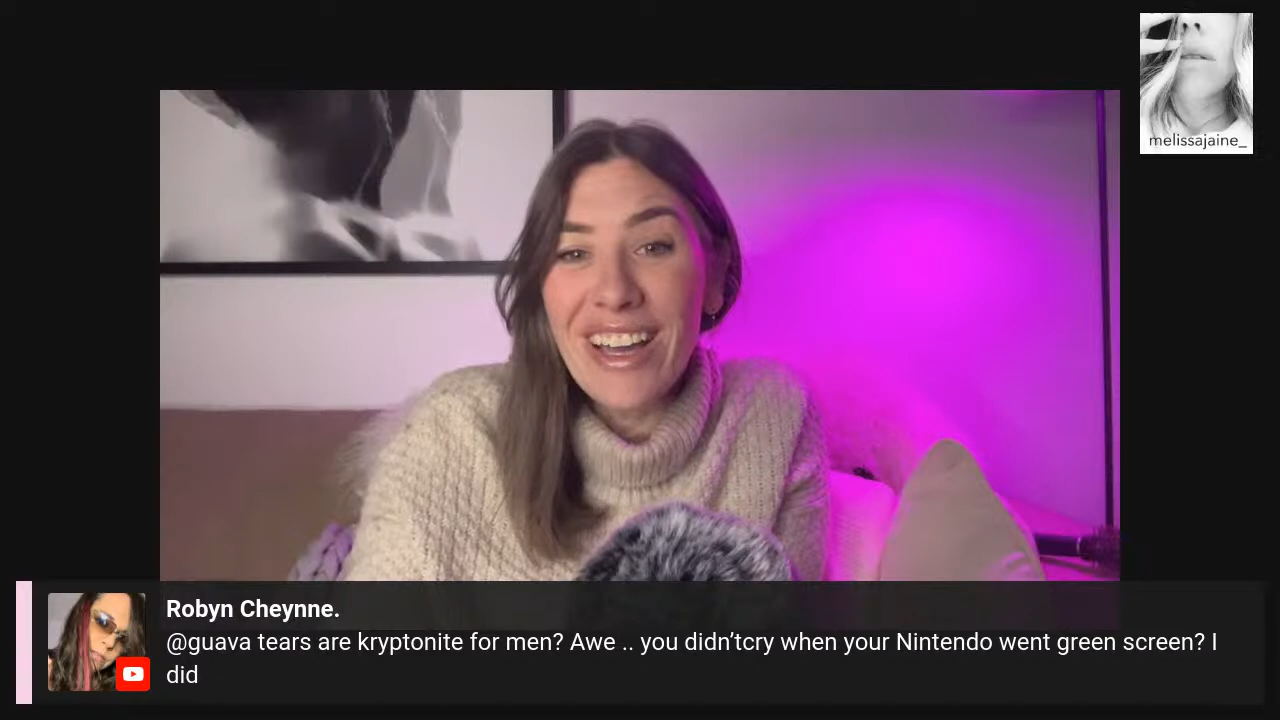 melissajaine_
Robyn Cheynne.
@guava tears are kryptonite for men? Awe .. you didn’tcry when your Nintendo went green screen? I
did